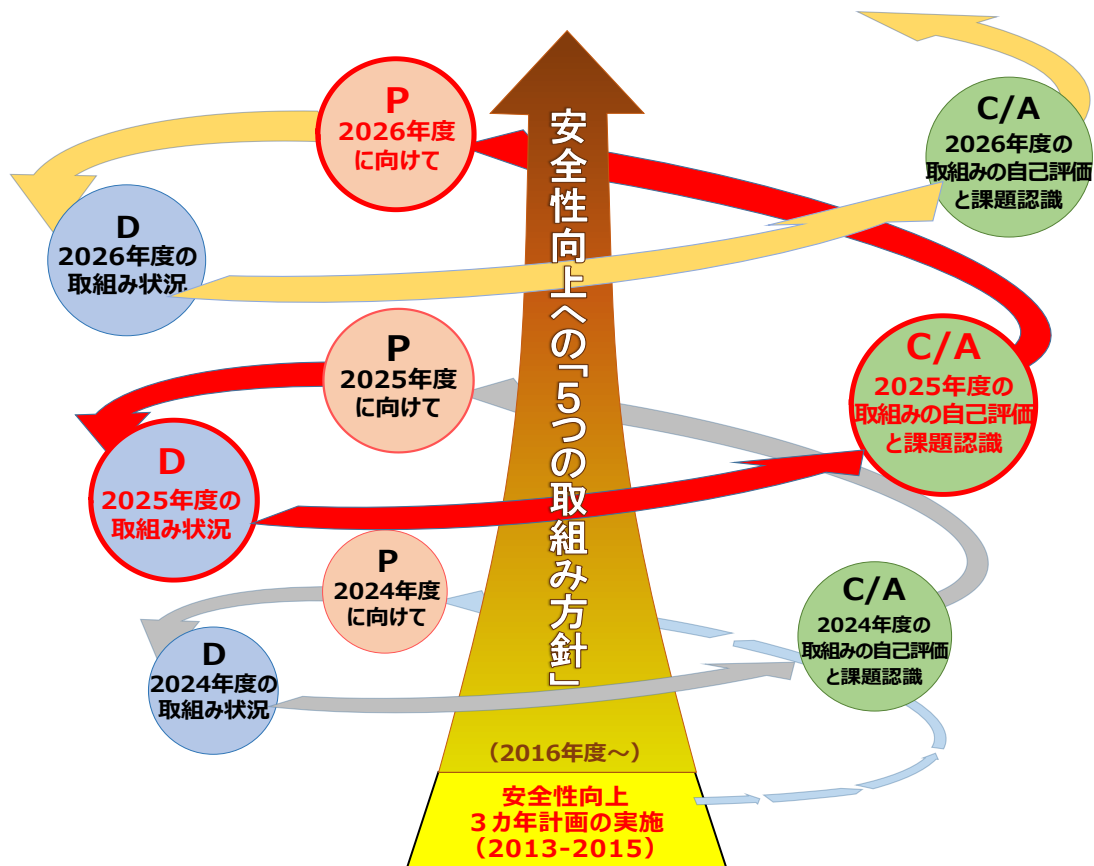 P
2026年度
に向けて
C/A
2026年度の
取組みの自己評価
と課題認識
D
2026年度の
取組み状況
安全性向上への「5つの取組み方針」
P
2025年度
に向けて
C/A
2025年度の
取組みの自己評価
と課題認識
D
2025年度の
取組み状況
P
2024年度
に向けて
C/A
2024年度の
取組みの自己評価
と課題認識
D
2024年度の
取組み状況
（2016年度～）
安全性向上
３カ年計画の実施
（2013-2015）